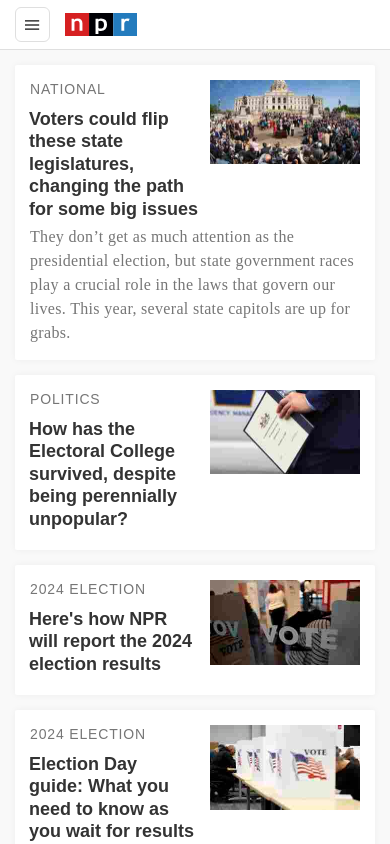 npr
NATIONAL
Voters could flip
these state
legislatures,
changing the path
for some big issues
They don’t get as much attention as the
presidential election, but state government races
play a crucial role in the laws that govern our
lives. This year, several state capitols are up for
grabs.
POLITICS
How has the
Electoral College
survived, despite
being perennially
unpopular?
2024 ELECTION
Here's how NPR
will report the 2024
election results
VOTE
2024 ELECTION
Election Day
guide: What you
need to know as
you wait for results
VOTE